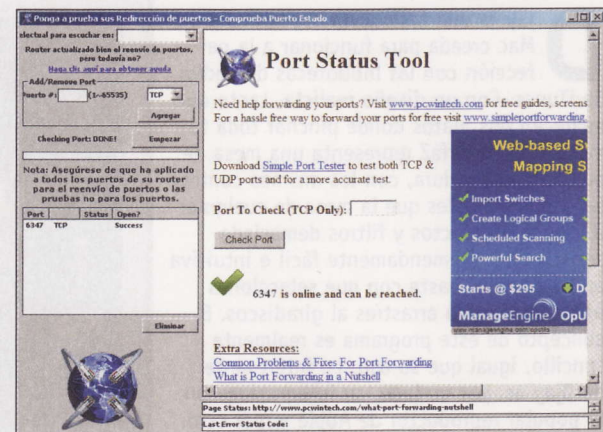 Ponga a prueba sus Redirección de puertos - Comprueba Puerto Estado
electual para escuchar en:
Router actualizado bien el reenvío de puertos,
pero todavía no?
Haga clic aquí para obtener ayuda
Add/Remove Port
Puerto #: (1--65535) TCP
Agregar
Checking Port: DONE! Empezar
Nota: Asegúrese de que ha aplicado
a todos los puertos de su router
para el reenvío de puertos o las
pruebas no para los puertos.
Port Status Open?
6347 TCP Success
Eliminar
Port Status Tool
Need help forwarding your ports? Visit www.pcwintech.com for free guides, screens
For a hassle free way to forward your ports for free visit www.simpleportforwarding.
Download Simple Port Tester to test both TCP &
UDP ports and for a more accurate test.
Port To Check (TCP Only):
Check Port
6347 is online and can be reached.
Extra Resources:
Common Problems & Fixes For Port Forwarding
What is Port Forwarding in a Nutshell
Web-based Sw
Mapping S
Import Switches
Create Logical Groups
Scheduled Scanning
Powerful Search
Starts @ $295 Do
ManageEngine OpU
Page Status: http://www.pcwintech.com/what-port-forwarding-nutshell
Last Error Status Code: